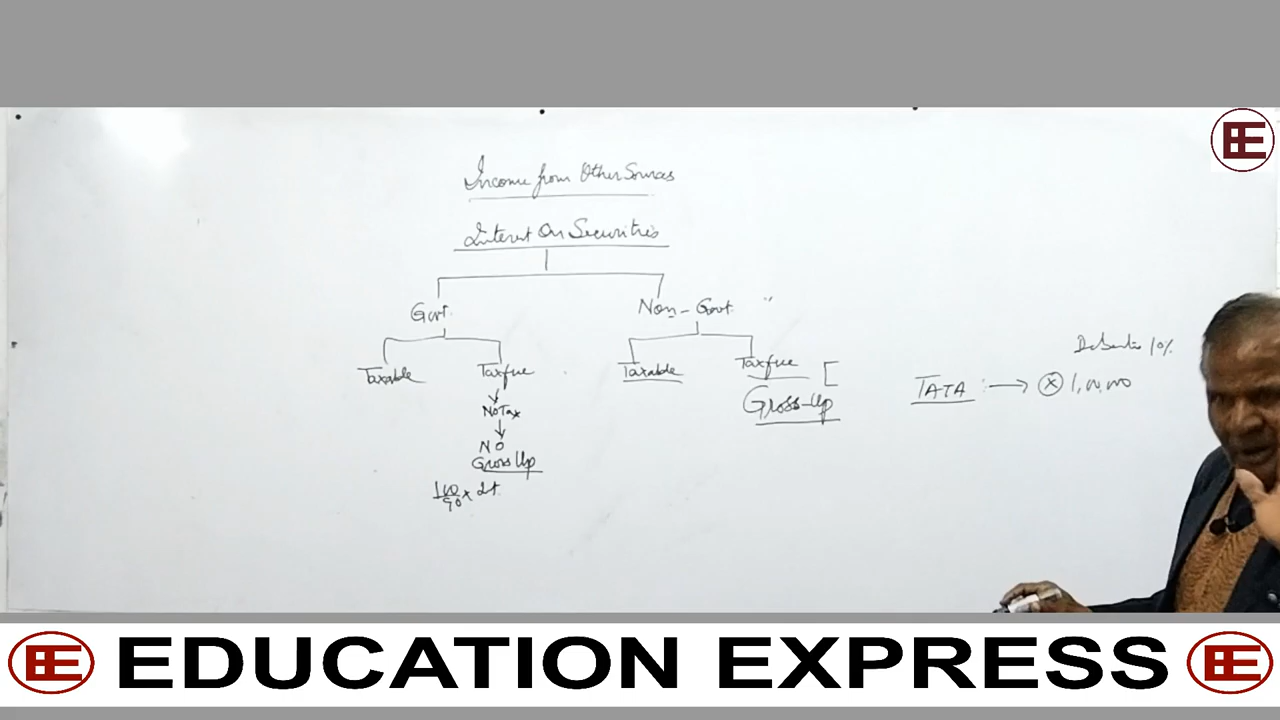 Income from Other Sources
Interest On Securities
Govt.
Non-Govt. "
Taxable
Taxfree
Taxable
Taxfree [
No Tax
NO
Gross Up
100/90 x Int.
Gross-Up
Debentures 10%
TATA : → X 1,00,000
EDUCATION EXPRESS